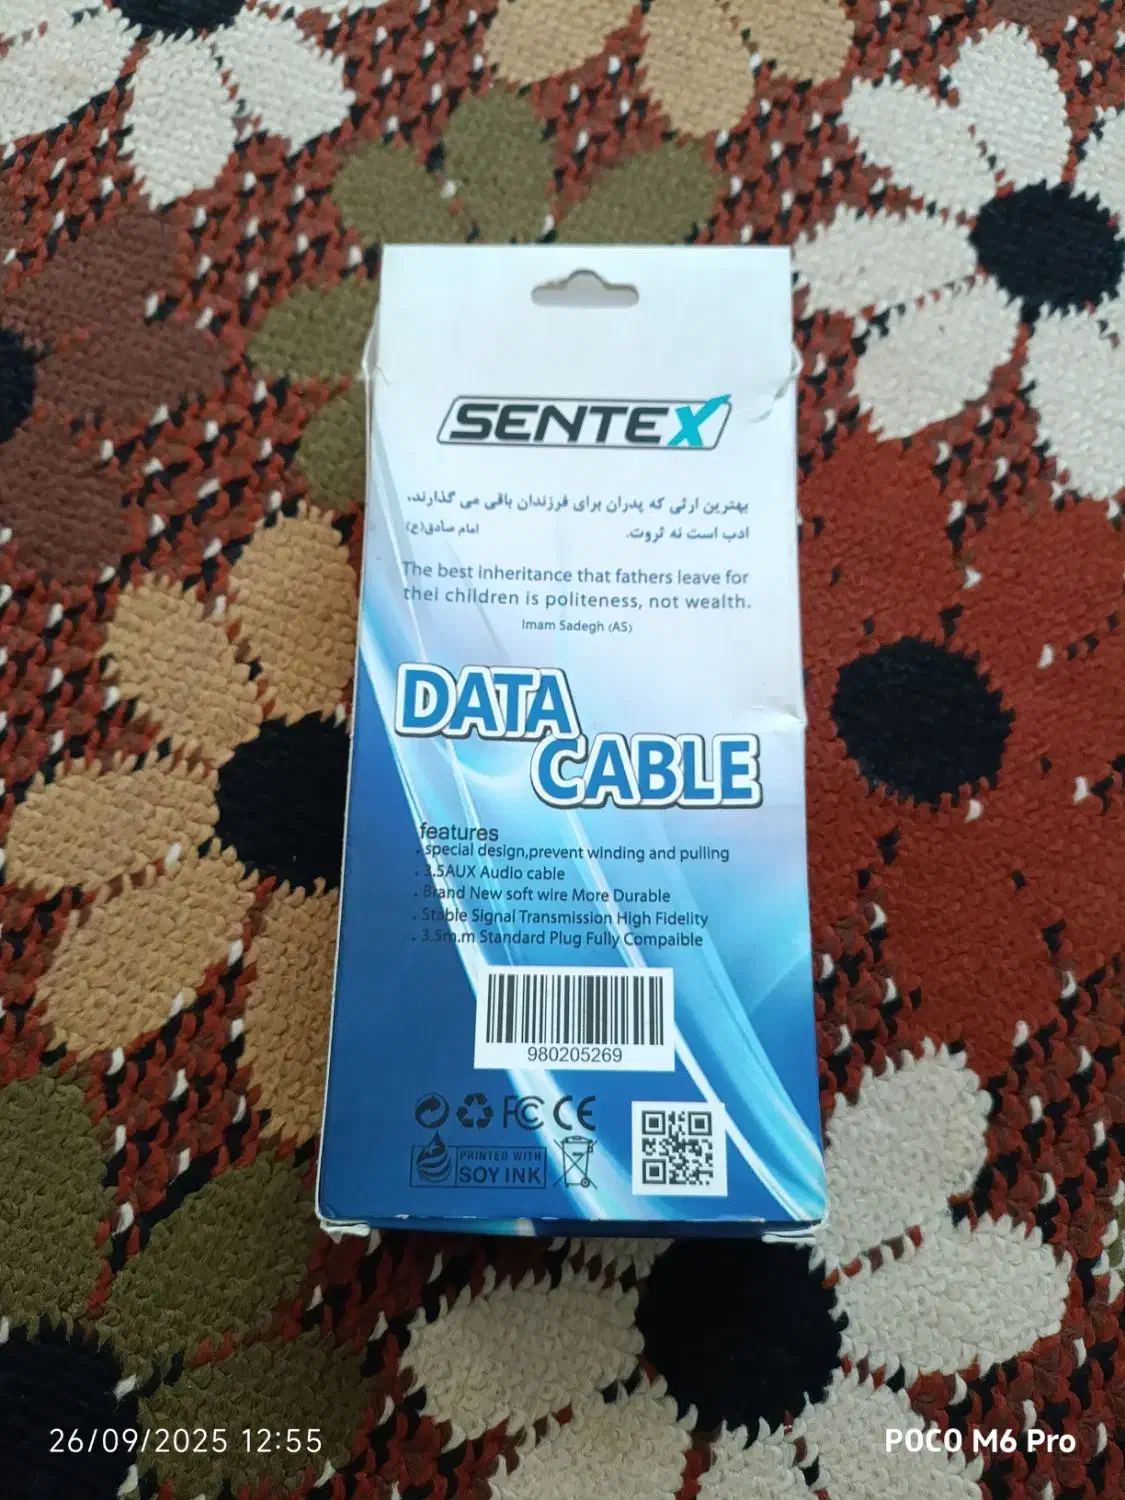 SENTEX
بهترین ارثی که پدران برای فرزندان باقی می گذارند،
ادب است نه ثروت. امام صادق(ع)
The best inheritance that fathers leave for
thei children is politeness, not wealth.
Imam Sadegh (AS)
DATA
CABLE
features
. special design,prevent winding and pulling
. 3.5AUX Audio cable
. Brand New soft wire More Durable
. Stable Signal Transmission High Fidelity
. 3.5m.m Standard Plug Fully Compaible
980205269
FC CE
PRINTED WITH
SOY INK
26/09/2025 12:55
POCO M6 Pro